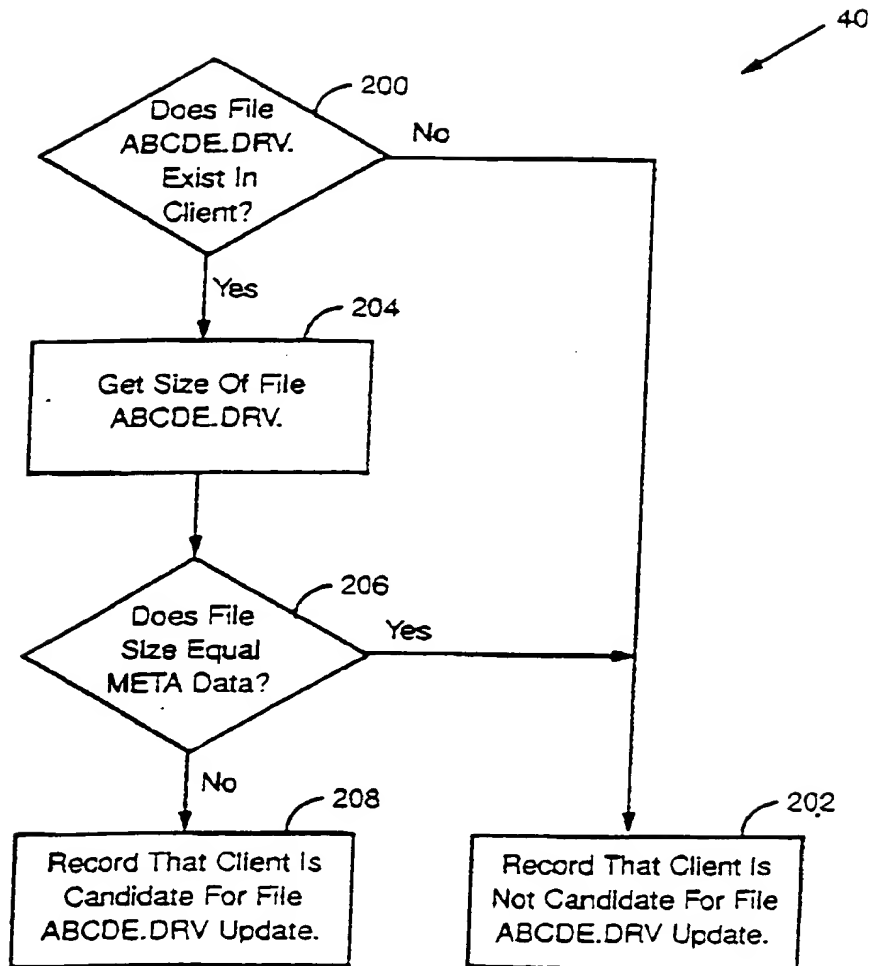 40
200
Does File
ABCDE.DRV.
Exist In
Client?
No
Yes
204
Get Size Of File
ABCDE.DRV.
206
Does File
Size Equal
META Data?
Yes
No
208
Record That Client Is
Candidate For File
ABCDE.DRV Update.
202
Record That Client Is
Not Candidate For File
ABCDE.DRV Update.